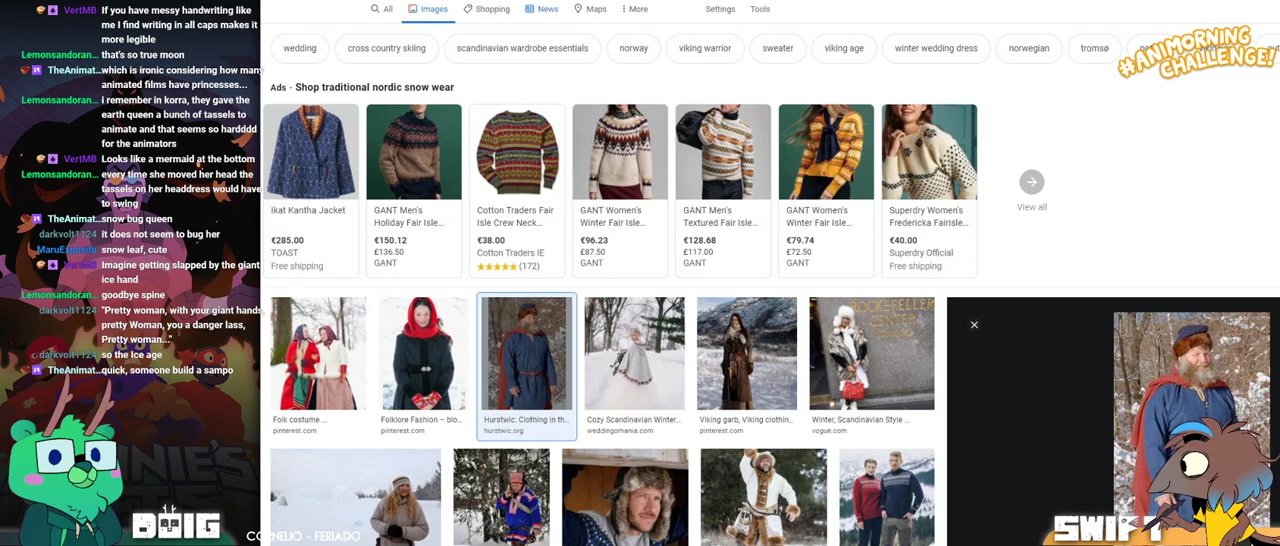 VertMB If you have messy handwriting like
me I find writing in all caps makes it
more legible
Lemonsandoran... that's so true moon
TheAnimat... which is ironic considering how many
animated films have princesses...
Lemonsandoran... i remember in korra, they gave the
earth queen a bunch of tassels to
animate and that seems so hardddd
for the animators
VertMB Looks like a mermaid at the bottom
Lemonsandoran... every time she moved her head the
tassels on her headdress would have
to swing
TheAnimat... snow bug queen
darkvolt1124 it does not seem to bug her
MaruExposito snow leaf, cute
VertMB Imagine getting slapped by the giant
ice hand
Lemonsandoran... goodbye spine
darkvolt1124 "Pretty woman, with your giant hands
pretty Woman, you a danger lass,
Pretty woman..."
darkvolt1124 so the Ice age
TheAnimat... quick, someone build a sampo
CORNELIO - FERIADO
All Images Shopping News Maps More Settings Tools
wedding cross country skiing scandinavian wardrobe essentials norway viking warrior sweater viking age winter wedding dress norwegian tromsø
#ANIMORNING
CHALLENGE!
Ads · Shop traditional nordic snow wear
Ikat Kantha Jacket
€285.00
TOAST
Free shipping
GANT Men's
Holiday Fair Isle...
€150.12
£136.50
GANT
Cotton Traders Fair
Isle Crew Neck...
€38.00
Cotton Traders IE
★★★★★ (172)
GANT Women's
Winter Fair Isle...
€96.23
£87.50
GANT
GANT Men's
Textured Fair Isle...
€128.68
£117.00
GANT
GANT Women's
Winter Fair Isle...
€79.74
£72.50
GANT
Superdry Women's
Fredericka Fairisle...
€40.00
Superdry Official
Free shipping
View all
ROCKEFELLER
CENTER
Folk costume ...
pinterest.com
Folklore Fashion – blo...
pinterest.com
Hurstwic: Clothing in th...
hurstwic.org
Cozy Scandinavian Winter...
weddingomania.com
Viking garb, Viking clothin...
pinterest.com
Winter, Scandinavian Style ...
vogue.com
SWIFT